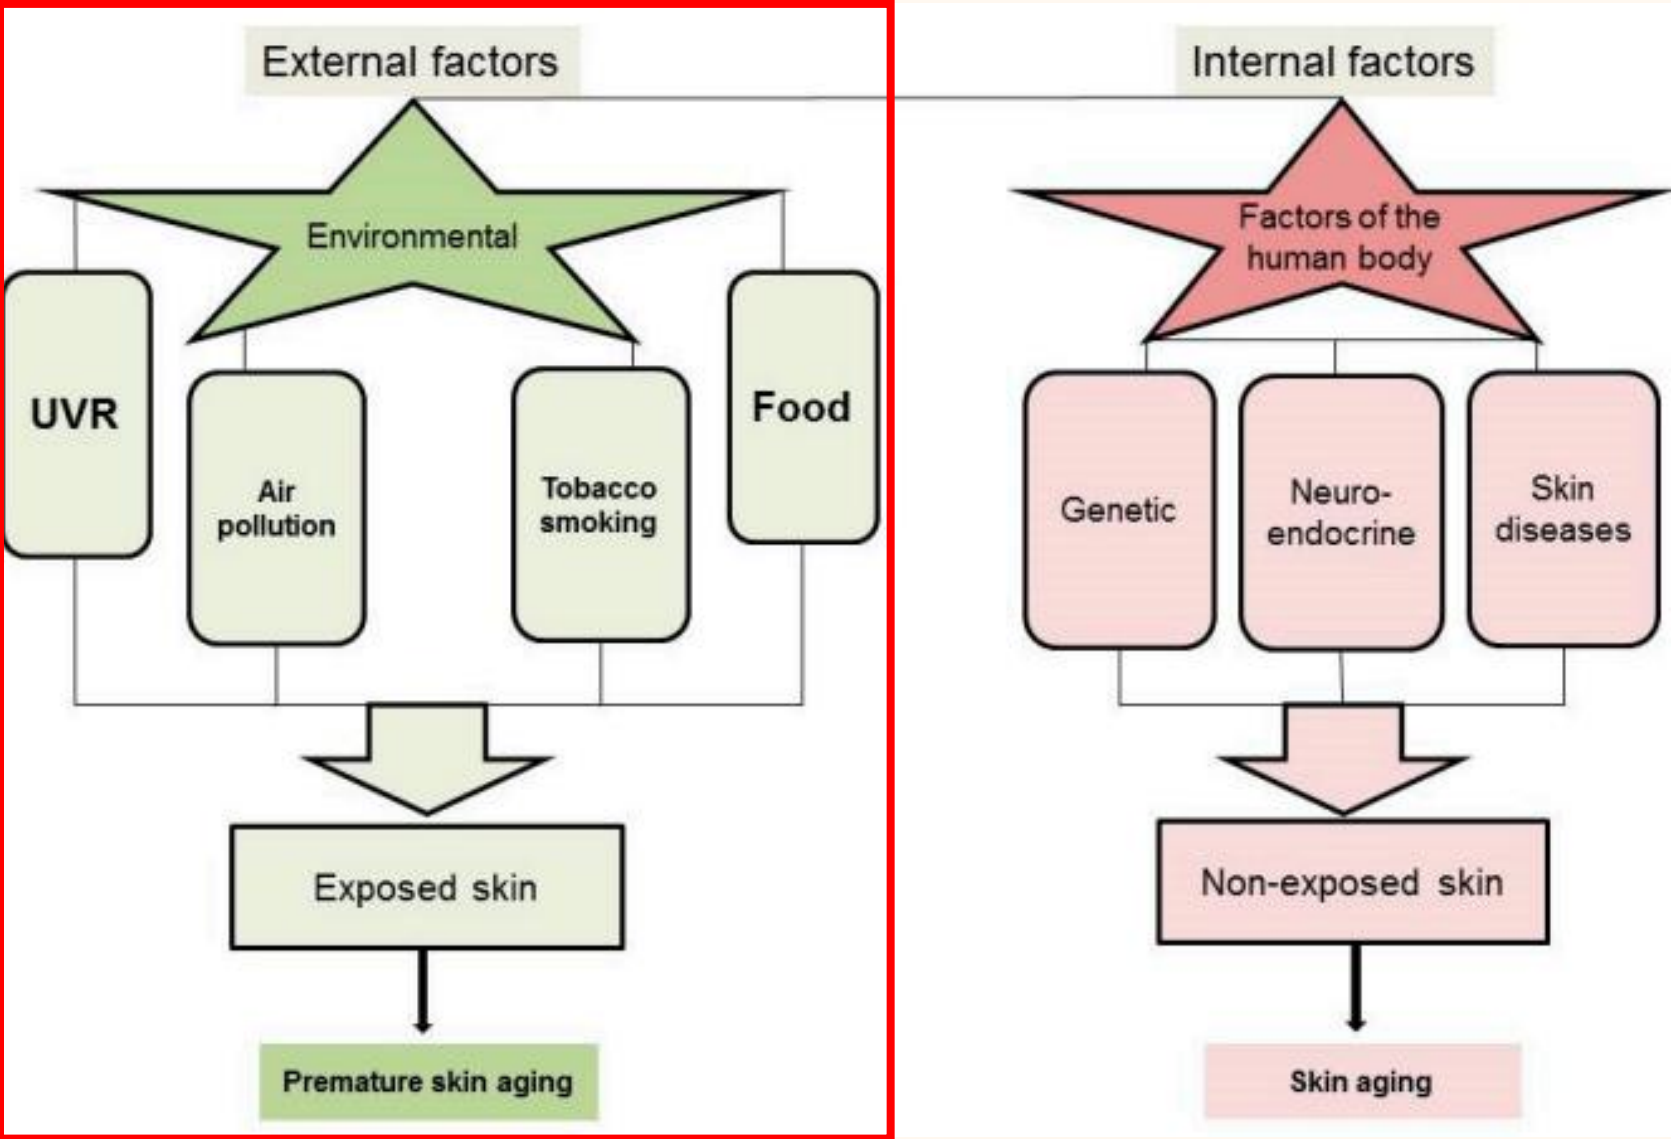 External factors
Environmental
UVR
Air
pollution
Tobacco
smoking
Food
Exposed skin
Premature skin aging
Internal factors
Factors of the
human body
Genetic
Neuro-
endocrine
Skin
diseases
Non-exposed skin
Skin aging